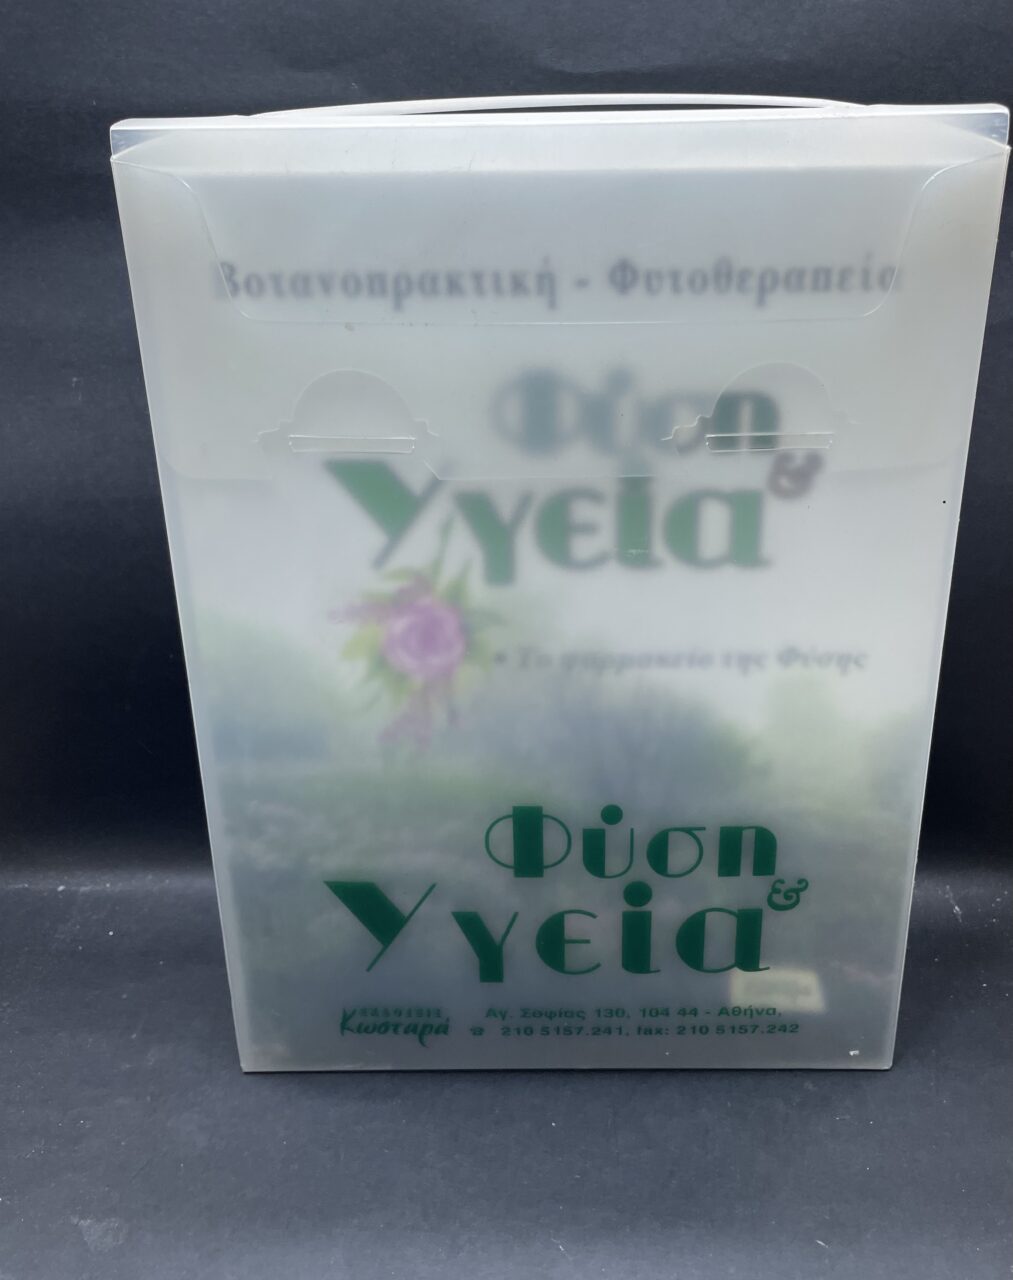 Βοτανοπρακτική - Φυτοθεραπεία
Φύση
& Υγεία
• Το φαρμακείο της Φύσης
Φύση
& Υγεία
ΕΚΔΟΣΕΙΣ
Κωσταρά
Αγ. Σοφίας 130, 104 44 - Αθήνα,
☎ 210 5157.241, fax: 210 5157.242